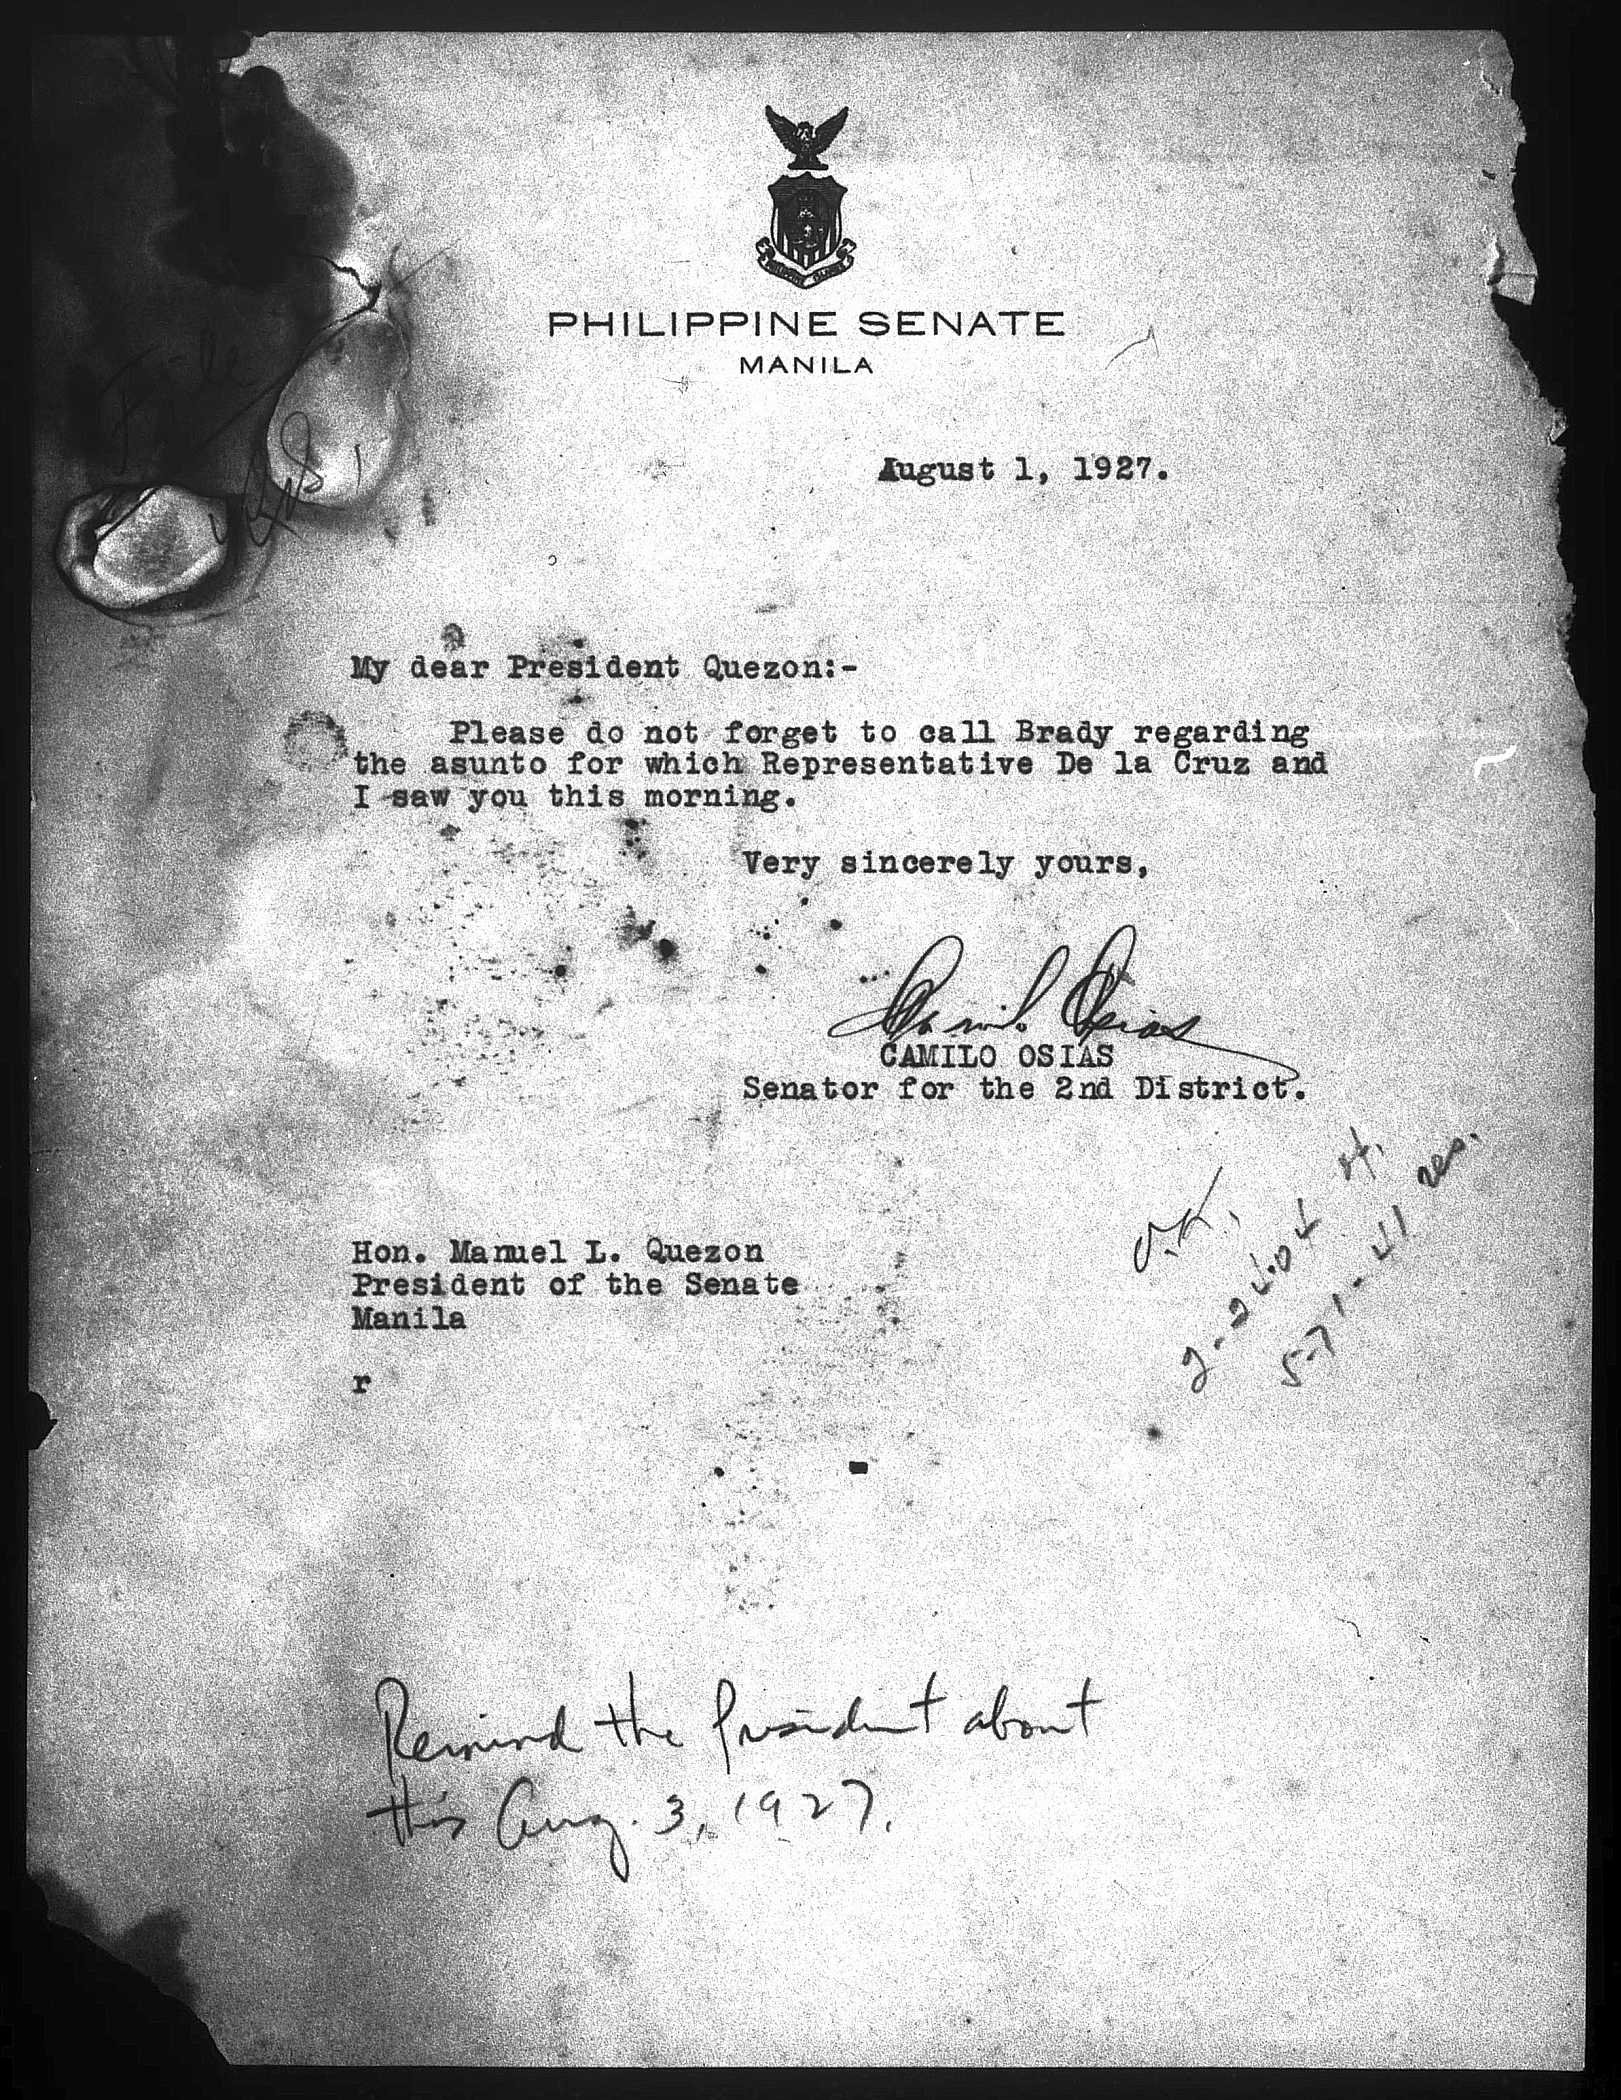 PHILIPPINE SENATE
MANILA
File
August 1, 1927.
My dear President Quezon:-
Please do not forget to call Brady regarding
the asunto for which Representative De la Cruz and
I saw you this morning.
Very sincerely yours,
Camilo Osias
CAMILO OSIAS
Senator for the 2nd District.
O.K.
Hon. Manuel L. Quezon
President of the Senate
Manila
r
Remind the President about
this Aug. 3, 1927.